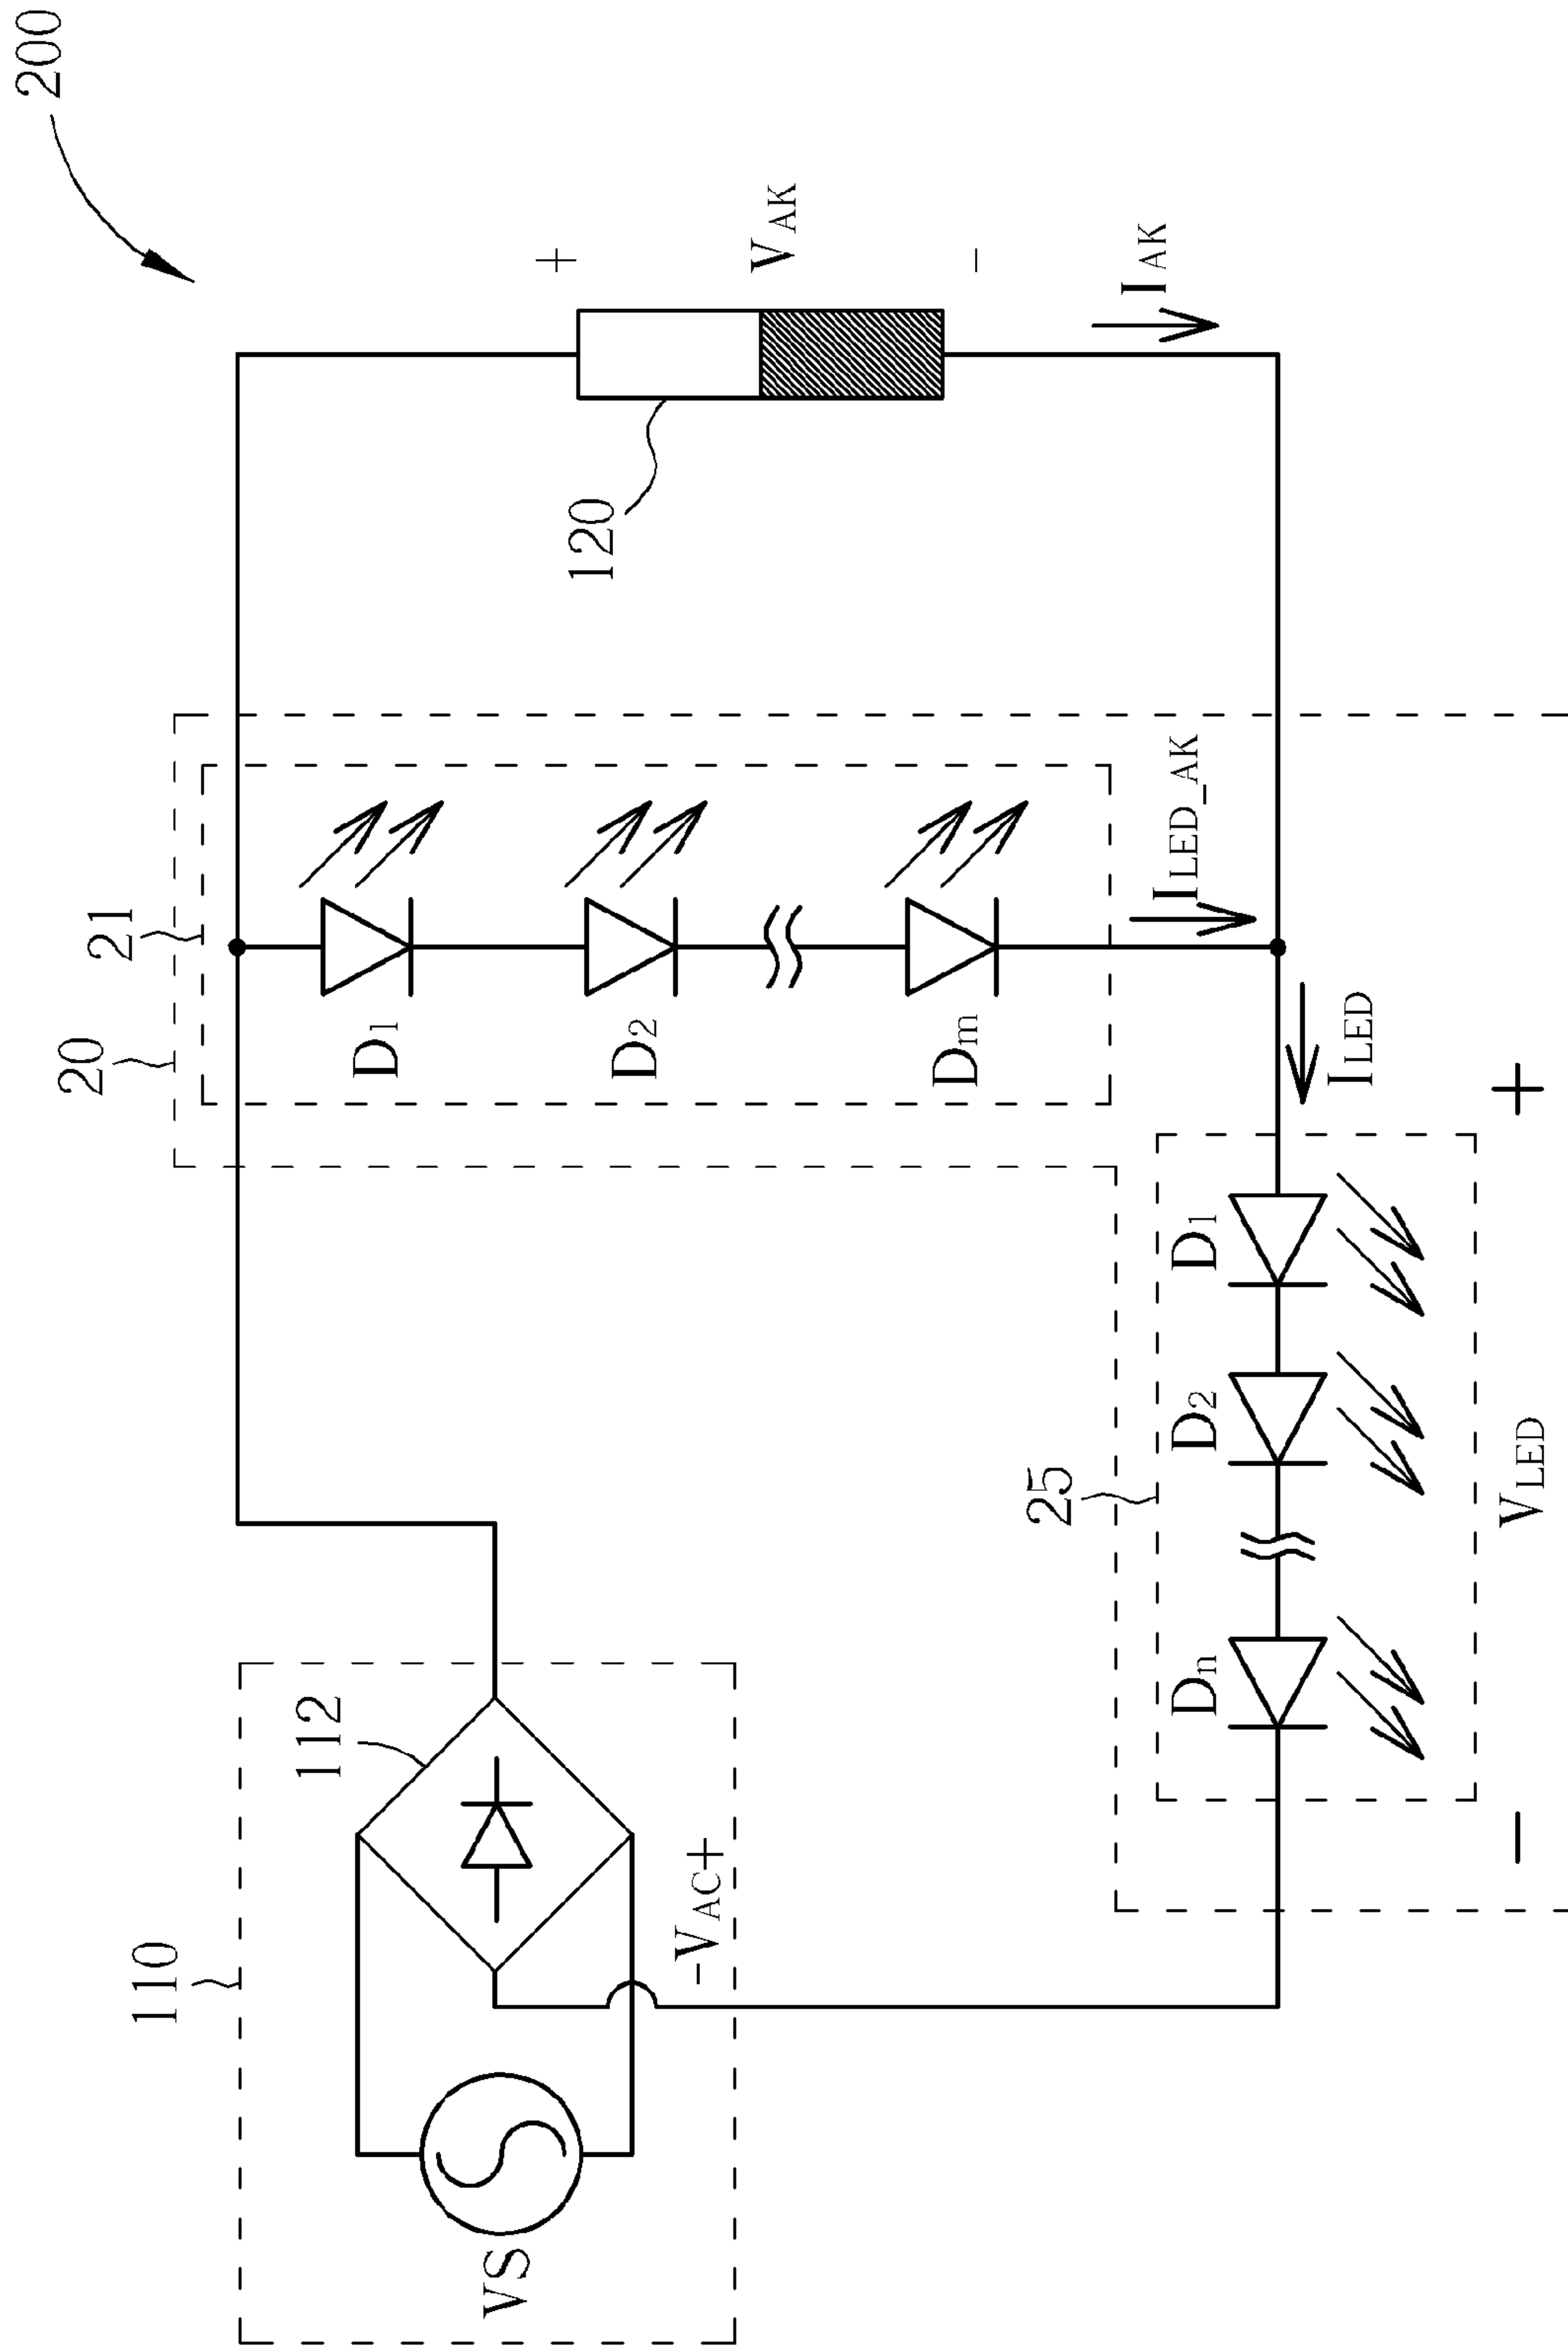 200
20
21
110
112
D1
VS
+
120
D2
-VAC+
VAK
Dm
-
25
IAK
ILED_AK
Dn
D2
D1
ILED
- VLED +